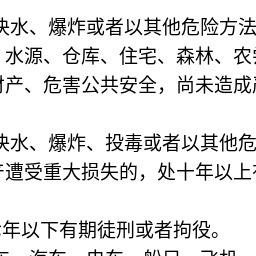 决水、爆炸或者以其他危险方法
、水源、仓库、住宅、森林、农
财产、危害公共安全，尚未造成
决水、爆炸、投毒或者以其他危
产遭受重大损失的，处十年以上
年以下有期徒刑或者拘役。